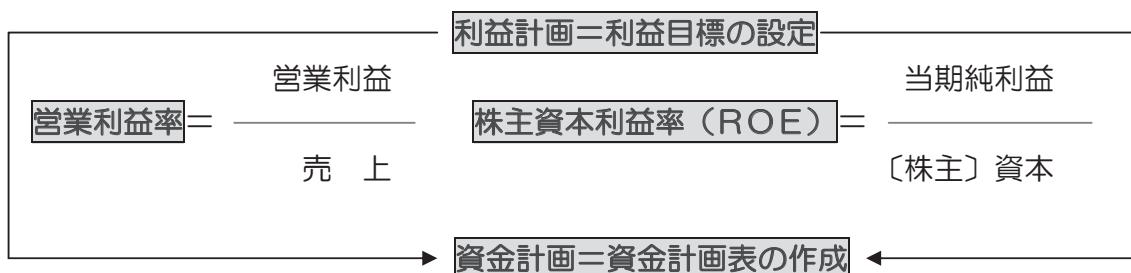 利益計画＝利益目標の設定
営業利益 当期純利益
営業利益率＝ 株主資本利益率（ＲＯＥ）＝
売　上 〔株主〕資本
資金計画＝資金計画表の作成